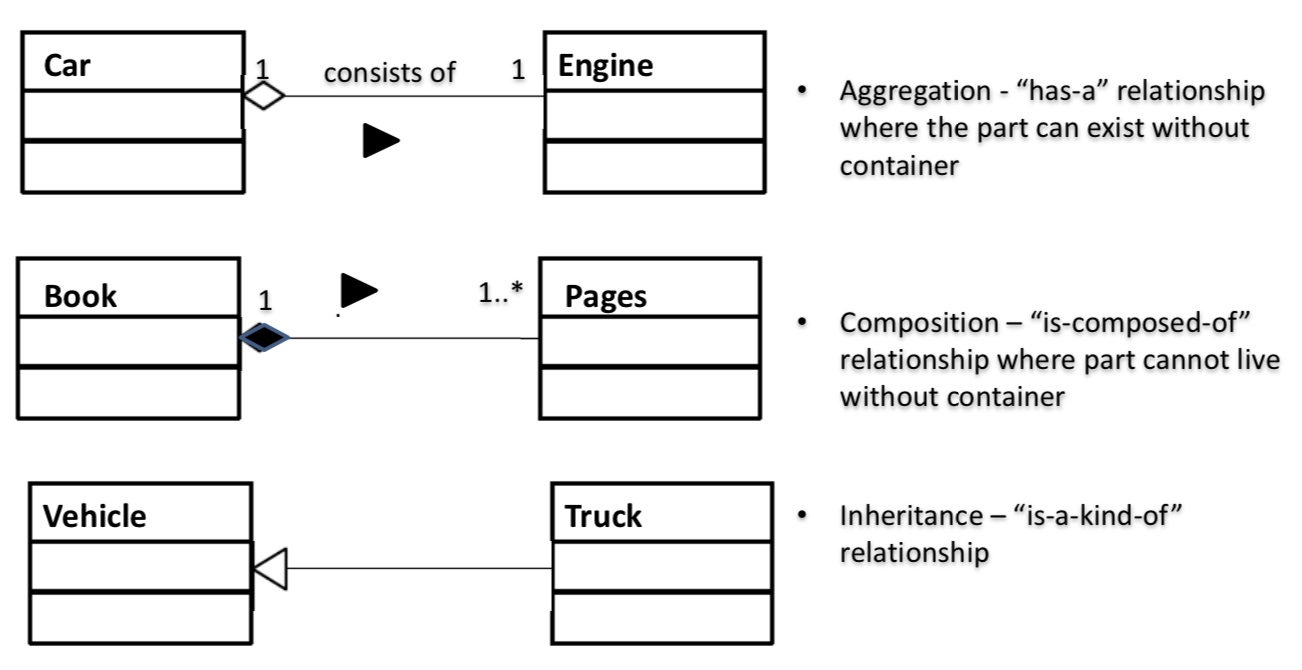 Car
1
consists of
1
Engine
• Aggregation - “has-a” relationship
where the part can exist without
container
Book
1
1..*
Pages
• Composition – “is-composed-of”
relationship where part cannot live
without container
Vehicle
Truck
• Inheritance – “is-a-kind-of”
relationship